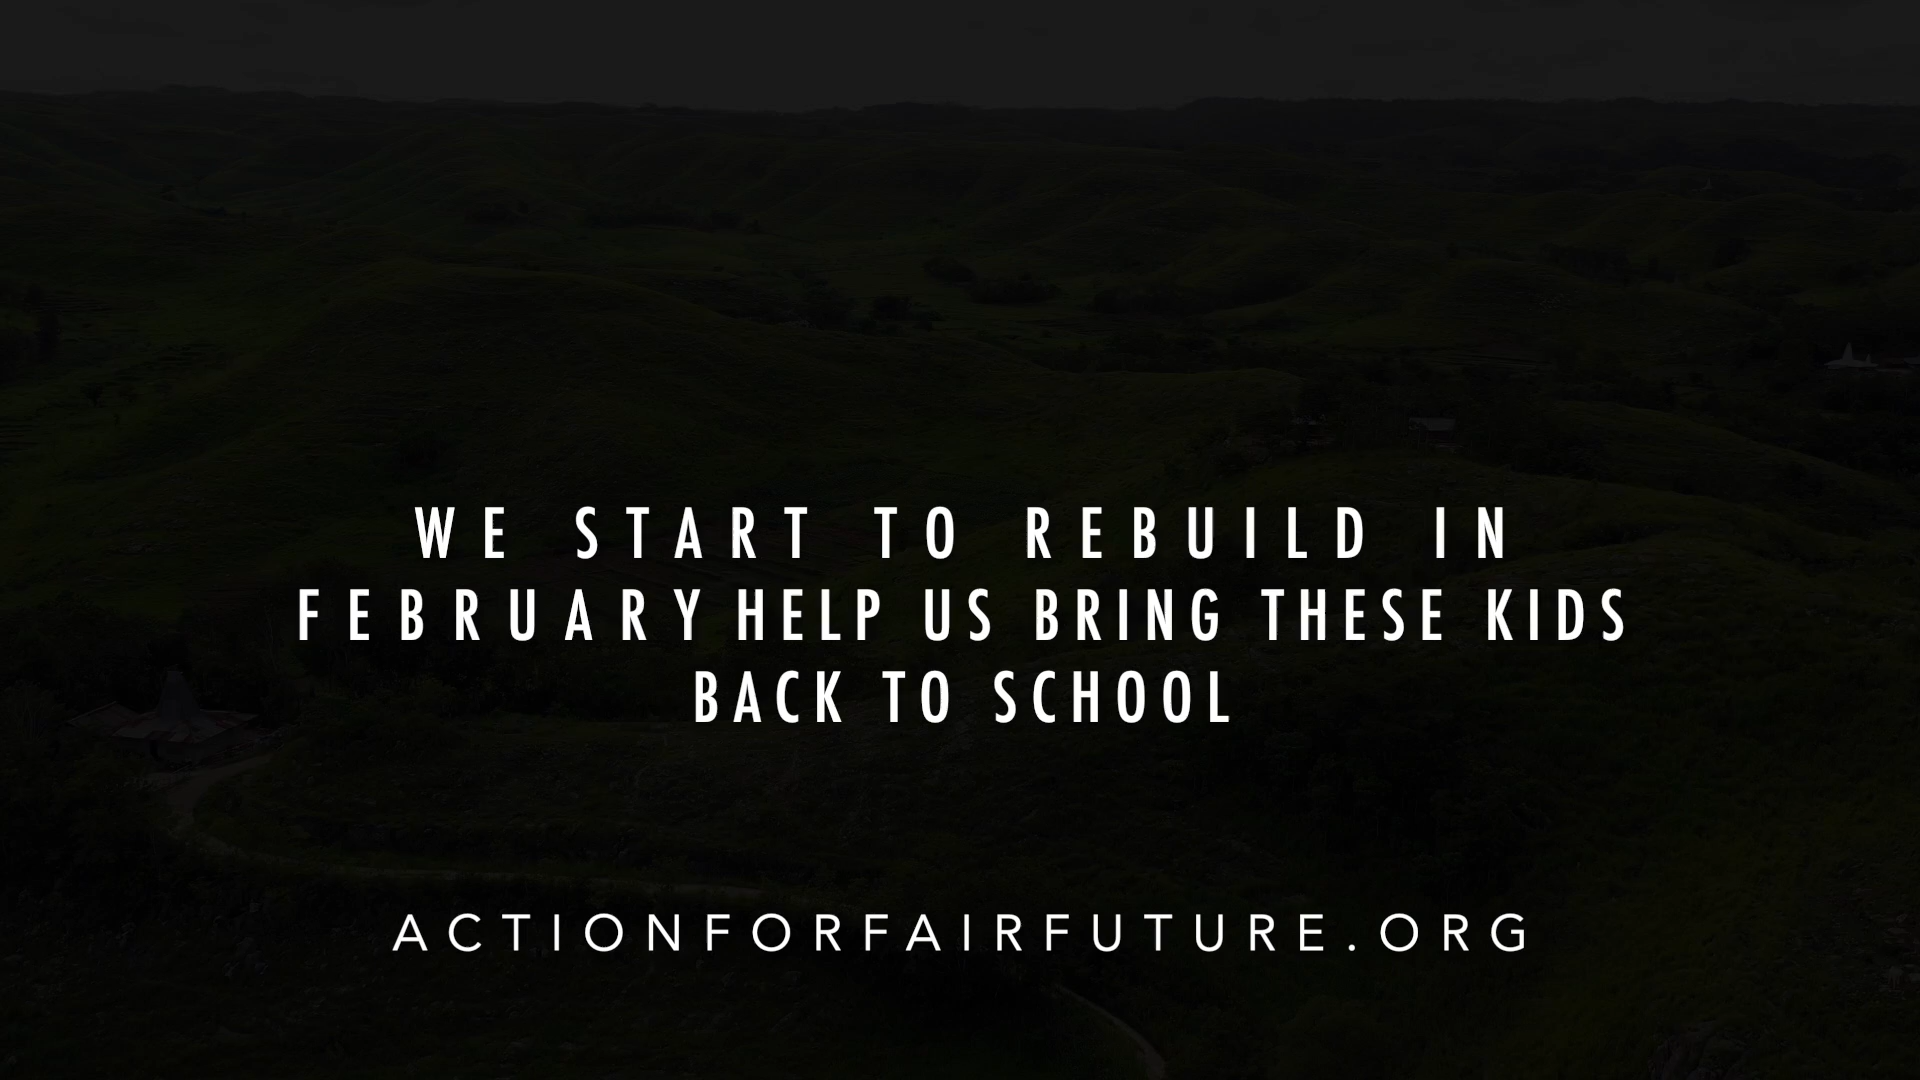 WE START TO REBUILD IN
FEBRUARY HELP US BRING THESE KIDS
BACK TO SCHOOL
ACTIONFORFAIRFUTURE.ORG